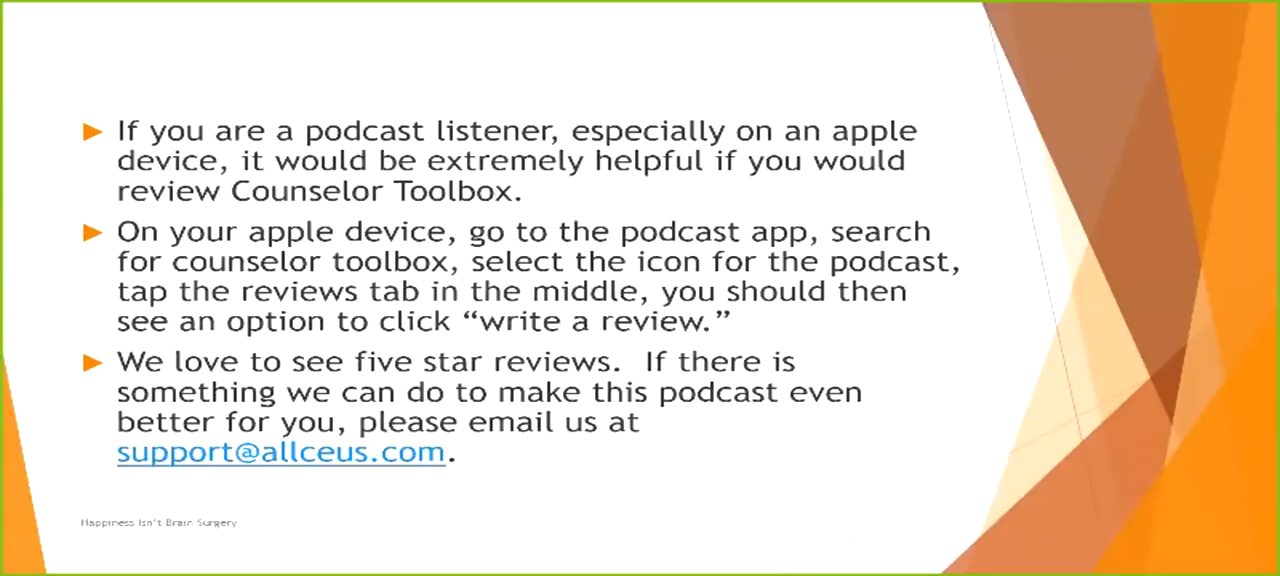 If you are a podcast listener, especially on an apple
device, it would be extremely helpful if you would
review Counselor Toolbox.
On your apple device, go to the podcast app, search
for counselor toolbox, select the icon for the podcast,
tap the reviews tab in the middle, you should then
see an option to click “write a review.”
We love to see five star reviews.  If there is
something we can do to make this podcast even
better for you, please email us at
support@allceus.com.
Happiness Isn't Brain Surgery